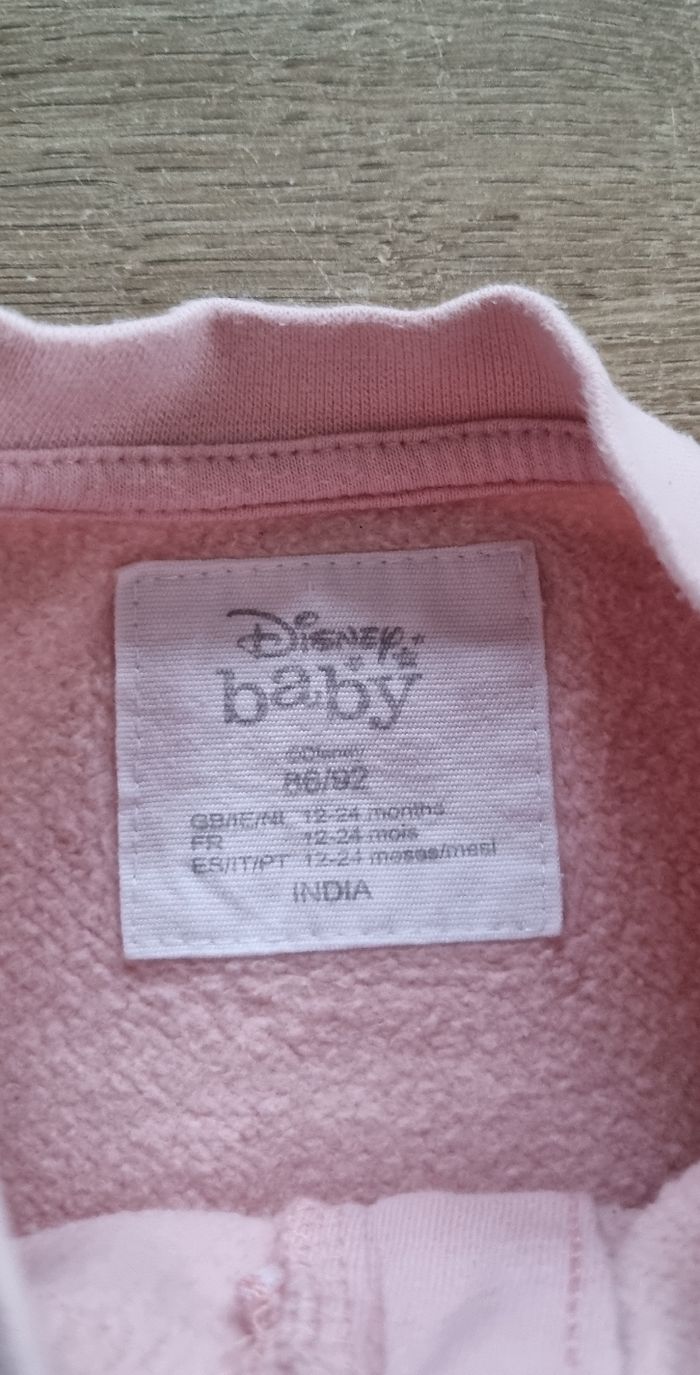 Disney
baby
©Disney
86/92
GB/IE/NL 12-24 months
FR 12-24 mois
ES/IT/PT 12-24 meses/mesi
INDIA